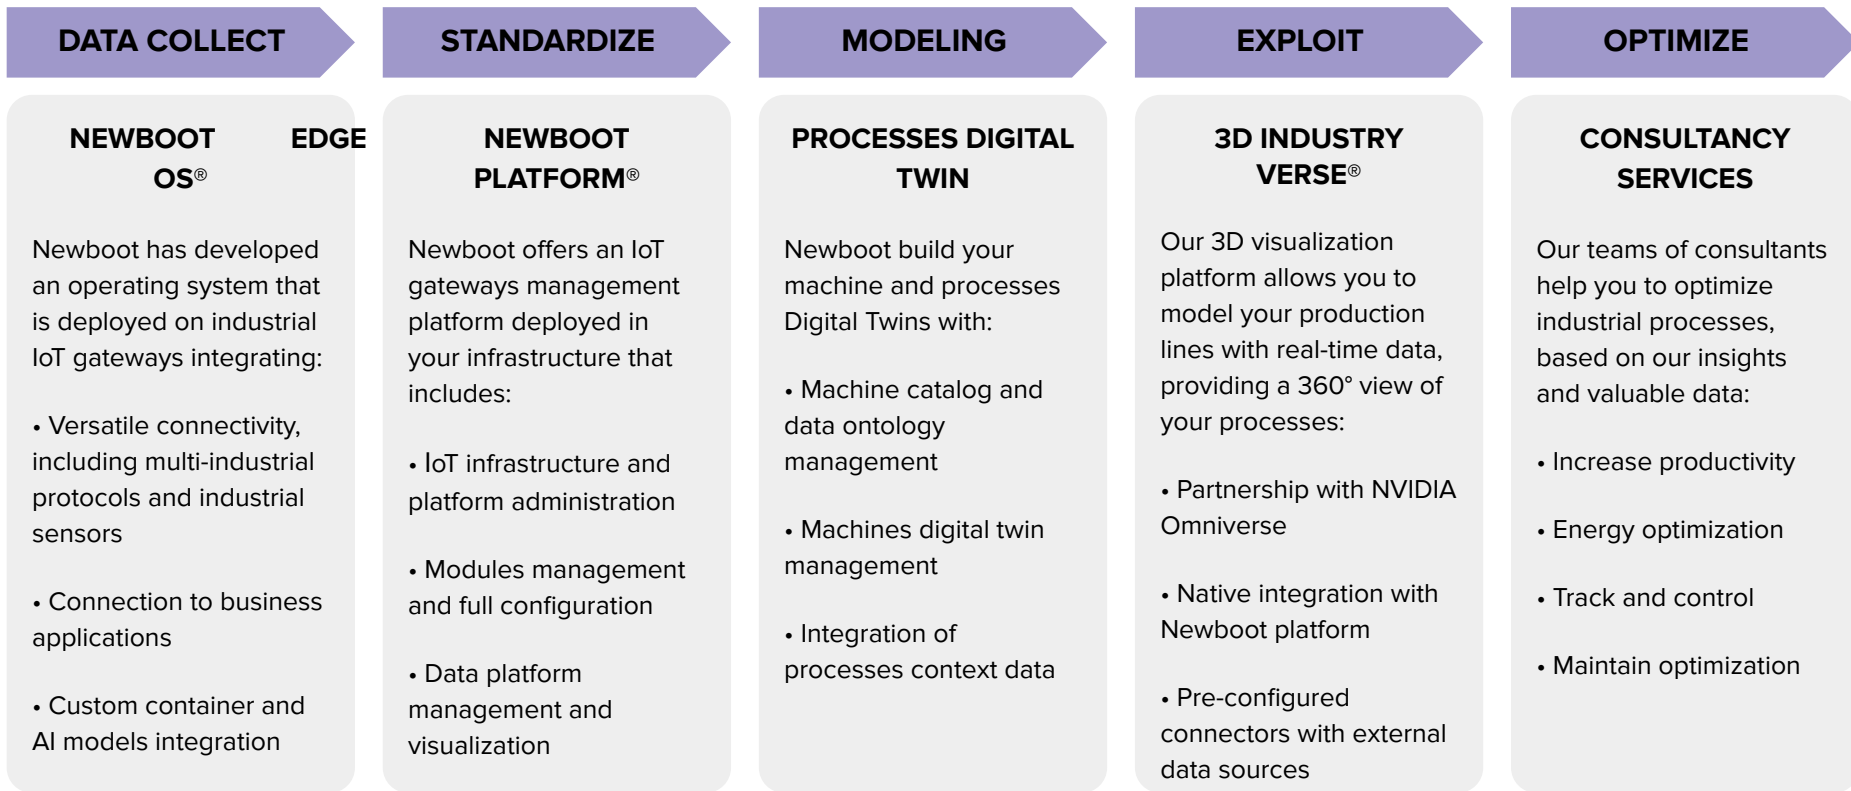 DATA COLLECT
STANDARDIZE
MODELING
EXPLOIT
OPTIMIZE
NEWBOOT EDGE
OS®
Newboot has developed
an operating system that
is deployed on industrial
IoT gateways integrating:
• Versatile connectivity,
including multi-industrial
protocols and industrial
sensors
• Connection to business
applications
• Custom container and
AI models integration
NEWBOOT
PLATFORM®
Newboot offers an IoT
gateways management
platform deployed in
your infrastructure that
includes:
• IoT infrastructure and
platform administration
• Modules management
and full configuration
• Data platform
management and
visualization
PROCESSES DIGITAL
TWIN
Newboot build your
machine and processes
Digital Twins with:
• Machine catalog and
data ontology
management
• Machines digital twin
management
• Integration of
processes context data
3D INDUSTRY
VERSE®
Our 3D visualization
platform allows you to
model your production
lines with real-time data,
providing a 360° view of
your processes:
• Partnership with NVIDIA
Omniverse
• Native integration with
Newboot platform
• Pre-configured
connectors with external
data sources
CONSULTANCY
SERVICES
Our teams of consultants
help you to optimize
industrial processes,
based on our insights
and valuable data:
• Increase productivity
• Energy optimization
• Track and control
• Maintain optimization